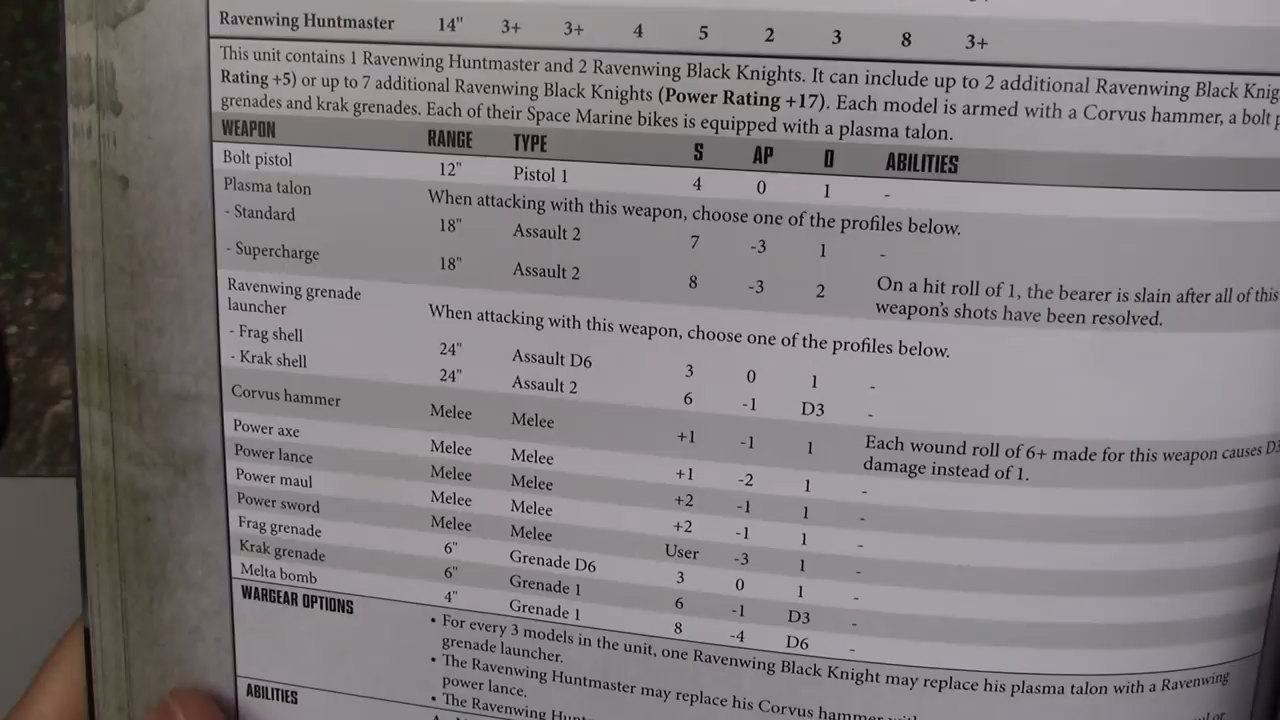 Ravenwing Huntmaster 14" 3+ 3+ 4 5 2 3 8 3+
This unit contains 1 Ravenwing Huntmaster and 2 Ravenwing Black Knights. It can include up to 2 additional Ravenwing Black
Rating +5) or up to 7 additional Ravenwing Black Knights (Power Rating +17). Each model is armed with a Corvus hammer, a bolt
grenades and krak grenades. Each of their Space Marine bikes is equipped with a plasma talon.
WEAPON RANGE TYPE S AP D ABILITIES
Bolt pistol 12" Pistol 1 4 0 1 -
Plasma talon When attacking with this weapon, choose one of the profiles below.
- Standard 18" Assault 2 7 -3 1 -
- Supercharge 18" Assault 2 8 -3 2 On a hit roll of 1, the bearer is slain after all of this
weapon's shots have been resolved.
Ravenwing grenade
launcher When attacking with this weapon, choose one of the profiles below.
- Frag shell 24" Assault D6 3 0 1 -
- Krak shell 24" Assault 2 6 -1 D3 -
Corvus hammer Melee Melee +1 -1 1 Each wound roll of 6+ made for this weapon causes D3
damage instead of 1.
Power axe Melee Melee +1 -2 1 -
Power lance Melee Melee +2 -1 1 -
Power maul Melee Melee +2 -1 1 -
Power sword Melee Melee User -3 1 -
Frag grenade 6" Grenade D6 3 0 1 -
Krak grenade 6" Grenade 1 6 -1 D3 -
Melta bomb 4" Grenade 1 8 -4 D6 -
WARGEAR OPTIONS • For every 3 models in the unit, one Ravenwing Black Knight may replace his plasma talon with a Ravenwing
grenade launcher.
• The Ravenwing Huntmaster may replace his Corvus hammer
power lance.
• The Ravenwing
ABILITIES